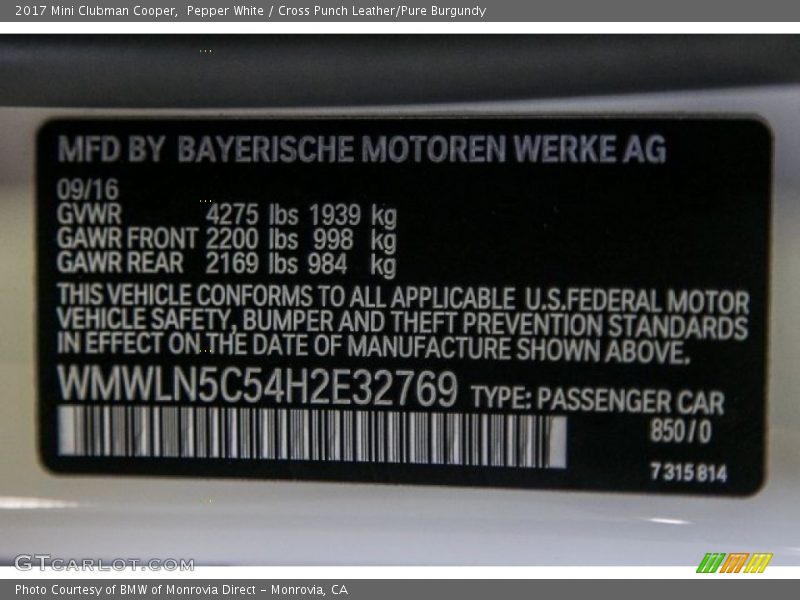 2017 Mini Clubman Cooper,  Pepper White / Cross Punch Leather/Pure Burgundy
MFD BY BAYERISCHE MOTOREN WERKE AG
09/16
GVWR 4275 lbs 1939 kg
GAWR FRONT 2200 lbs 998 kg
GAWR REAR 2169 lbs 984 kg
THIS VEHICLE CONFORMS TO ALL APPLICABLE U.S.FEDERAL MOTOR
VEHICLE SAFETY, BUMPER AND THEFT PREVENTION STANDARDS
IN EFFECT ON THE DATE OF MANUFACTURE SHOWN ABOVE.
WMWLN5C54H2E32769 TYPE: PASSENGER CAR
850/0
7315814
GTCARLOT.COM
Photo Courtesy of BMW of Monrovia Direct - Monrovia, CA